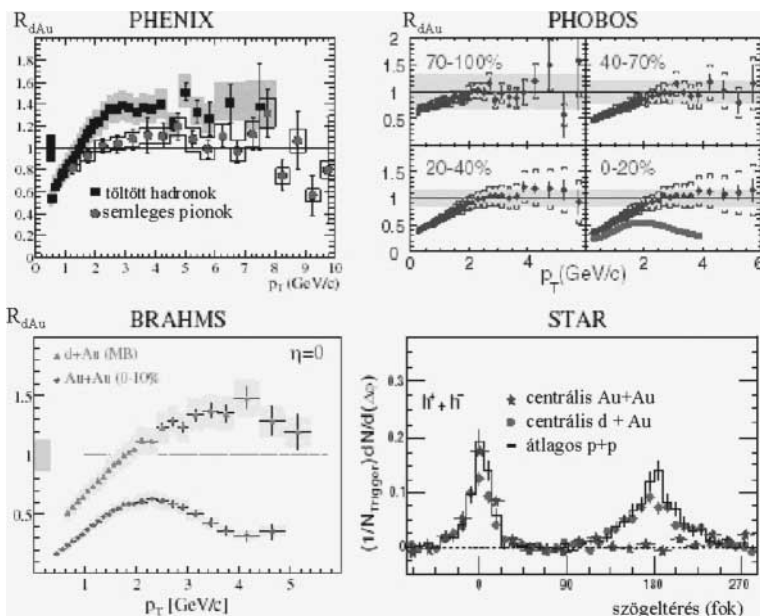 R_dAu PHENIX
1.8
1.6
1.4
1.2
1
0.8
0.6
0.4
0.2
0
■ töltött hadronok
● semleges pionok
0 1 2 3 4 5 6 7 8 9 10
p_T (GeV/c)
R_dAu PHOBOS
2
1.5
1
0.5
1.5
1
0.5
0
70-100%
40-70%
20-40%
0-20%
0 2 4 0 2 4 6
p_T (GeV/c)
R_dAu BRAHMS
1.5
1
0.5
▲ d+Au (MB)
Au+Au (0-10%
η=0
1 2 3 4 5
p_T [GeV/c]
STAR
(1/N_Trigger) dN/d(Δφ)
0.2
0.1
0
h⁺ + h⁻
★ centrális Au+Au
● centrális d + Au
— átlagos p+p
0 90 180 270
szögeltérés (fok)